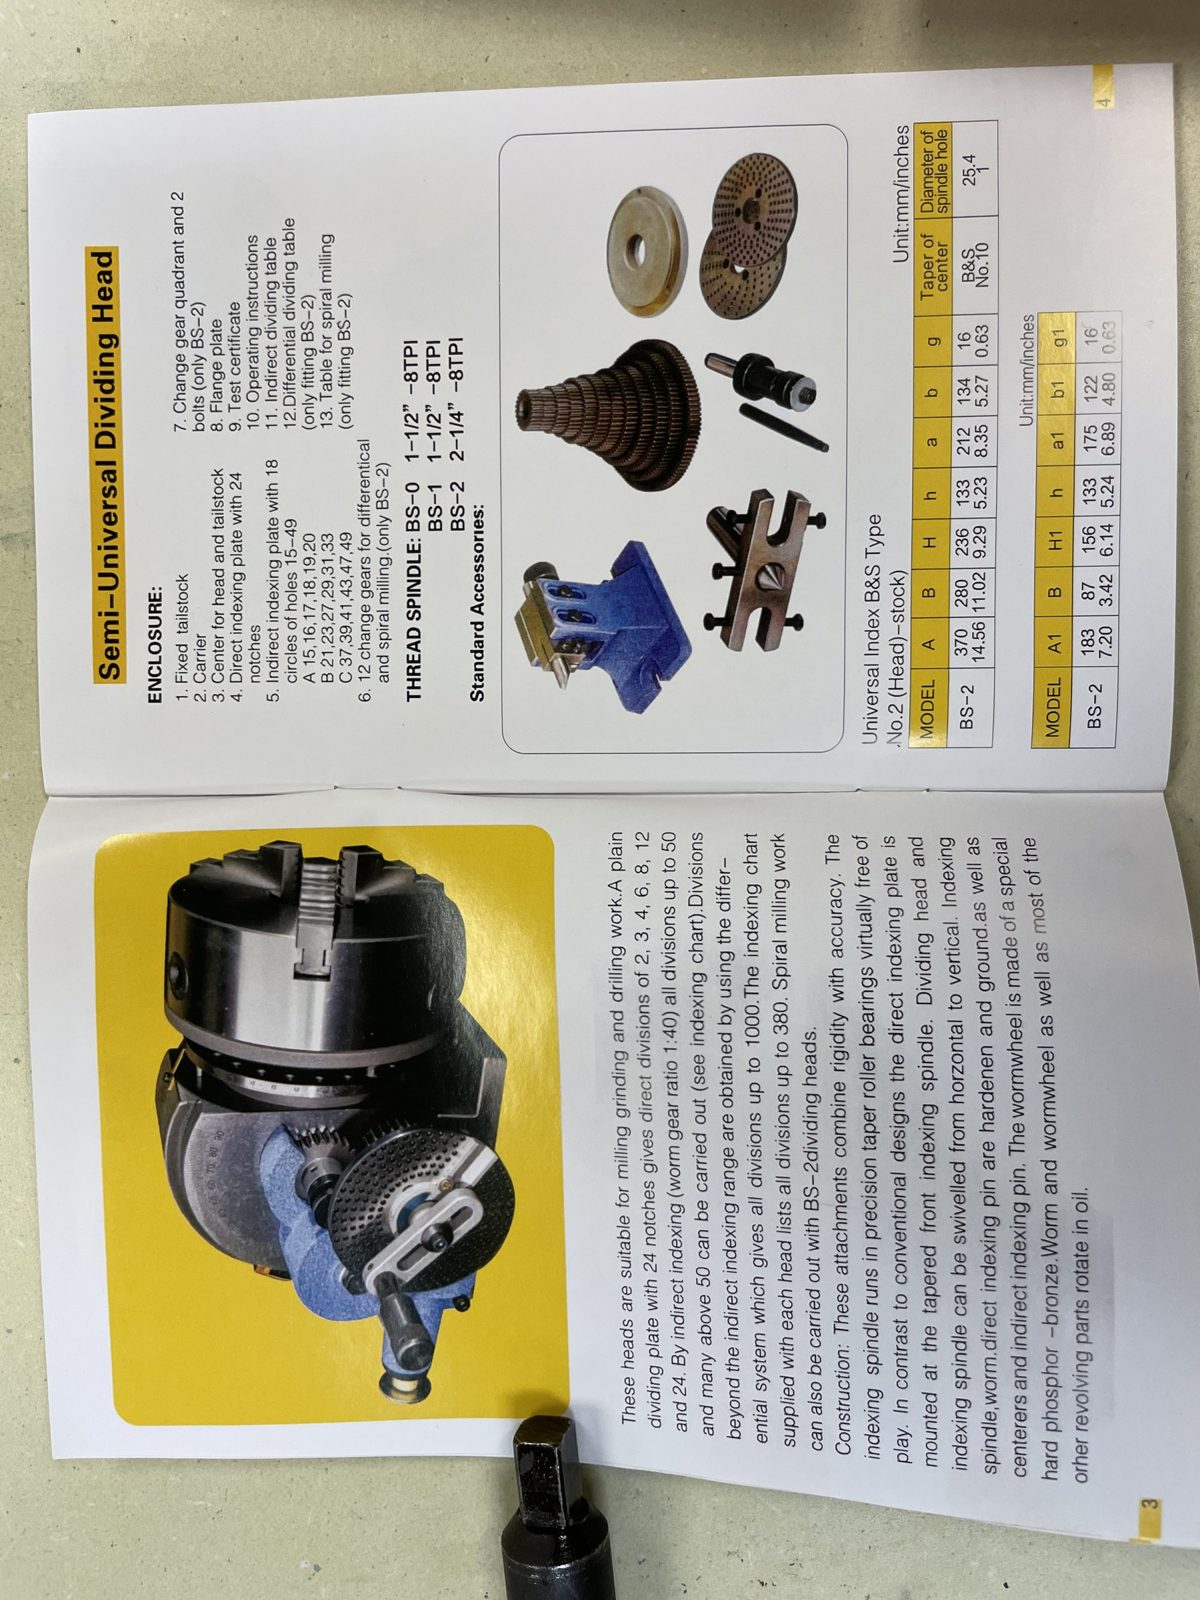 These heads are suitable for milling grinding and drilling work.A plain
dividing plate with 24 notches gives direct divisions of 2, 3, 4, 6, 8, 12
and 24. By indirect indexing (worm gear ratio 1:40) all divisions up to 50
and many above 50 can be carried out (see indexing chart).Divisions
beyond the indirect indexing range are obtained by using the differ–
ential system which gives all divisions up to 1000.The indexing chart
supplied with each head lists all divisions up to 380. Spiral milling work
can also be carried out with BS–2dividing heads.
Construction: These attachments combine rigidity with accuracy. The
indexing spindle runs in precision taper roller bearings virtually free of
play. In contrast to conventional designs the direct indexing plate is
mounted at the tapered front indexing spindle. Dividing head and
indexing spindle can be swivelled from horzontal to vertical. Indexing
spindle,worm.direct indexing pin are hardenen and ground.as well as
centerers and indirect indexing pin. The wormwheel is made of a special
hard phosphor –bronze.Worm and wormwheel as well as most of the
orher revolving parts rotate in oil.
3
Semi–Universal Dividing Head
ENCLOSURE:
1. Fixed tailstock
2. Carrier
3. Center for head and tailstock
4. Direct indexing plate with 24
notches
5. Indirect indexing plate with 18
circles of holes 15–49
A 15,16,17,18,19,20
B 21,23,27,29,31,33
C 37,39,41,43,47,49
6. 12 change gears for differential
and spiral milling.(only BS–2)
7. Change gear quadrant and 2
bolts (only BS–2)
8. Flange plate
9. Test certificate
10. Operating instructions
11. Indirect dividing table
12.Differential dividing table
(only fitting BS–2)
13. Table for spiral milling
(only fitting BS–2)
THREAD SPINDLE: BS–0 1–1/2” –8TPI
BS–1 1–1/2” –8TPI
BS–2 2–1/4” –8TPI
Standard Accessories:
Universal Index B&S Type
.No.2 (Head)–stock) Unit:mm/inches
MODEL A B H h a b g Taper of center Diameter of spindle hole
BS–2 370 280 236 133 212 134 16 B&S 25.4
14.56 11.02 9.29 5.23 8.35 5.27 0.63 No.10 1
Unit:mm/inches
MODEL A1 B H1 h a1 b1 g1
BS–2 183 87 156 133 175 122 16
7.20 3.42 6.14 5.24 6.89 4.80 0.63
4